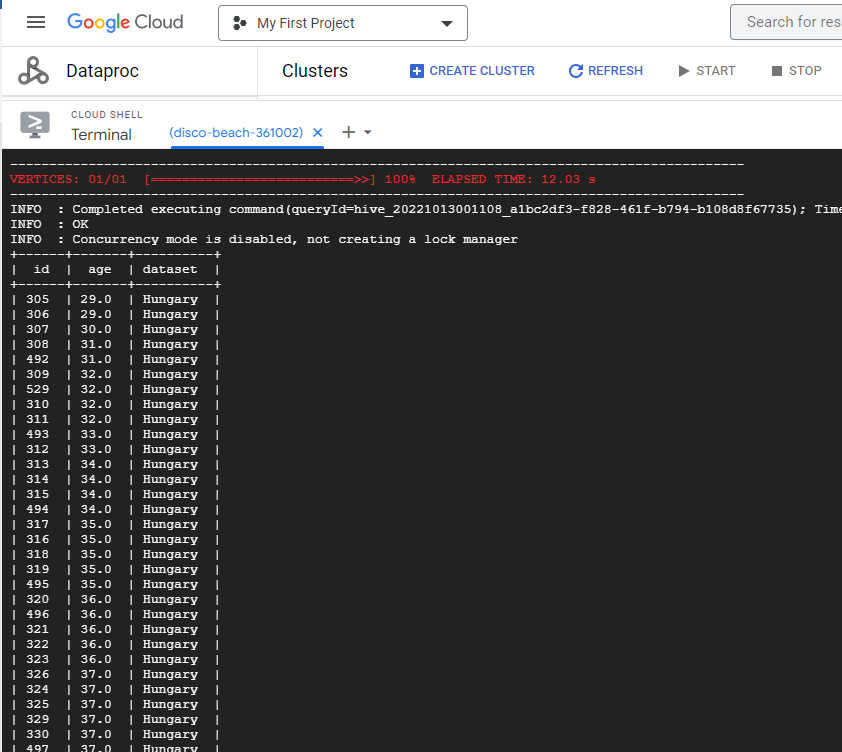 Google Cloud My First Project Search for res
Dataproc Clusters CREATE CLUSTER REFRESH START STOP
CLOUD SHELL
Terminal (disco-beach-361002) × +
----------------------------------------------------------------------------------------------
VERTICES: 01/01 [==========================>>] 100% ELAPSED TIME: 12.03 s
----------------------------------------------------------------------------------------------
INFO : Completed executing command(queryId=hive_20221013001108_a1bc2df3-f828-461f-b794-b108d8f67735); Time
INFO : OK
INFO : Concurrency mode is disabled, not creating a lock manager
+------+-------+----------+
| id | age | dataset |
+------+-------+----------+
| 305 | 29.0 | Hungary |
| 306 | 29.0 | Hungary |
| 307 | 30.0 | Hungary |
| 308 | 31.0 | Hungary |
| 492 | 31.0 | Hungary |
| 309 | 32.0 | Hungary |
| 529 | 32.0 | Hungary |
| 310 | 32.0 | Hungary |
| 311 | 32.0 | Hungary |
| 493 | 33.0 | Hungary |
| 312 | 33.0 | Hungary |
| 313 | 34.0 | Hungary |
| 314 | 34.0 | Hungary |
| 315 | 34.0 | Hungary |
| 494 | 34.0 | Hungary |
| 317 | 35.0 | Hungary |
| 316 | 35.0 | Hungary |
| 318 | 35.0 | Hungary |
| 319 | 35.0 | Hungary |
| 495 | 35.0 | Hungary |
| 320 | 36.0 | Hungary |
| 496 | 36.0 | Hungary |
| 321 | 36.0 | Hungary |
| 322 | 36.0 | Hungary |
| 323 | 36.0 | Hungary |
| 326 | 37.0 | Hungary |
| 324 | 37.0 | Hungary |
| 325 | 37.0 | Hungary |
| 329 | 37.0 | Hungary |
| 330 | 37.0 | Hungary |
| 497 | 37.0 | Hungary |